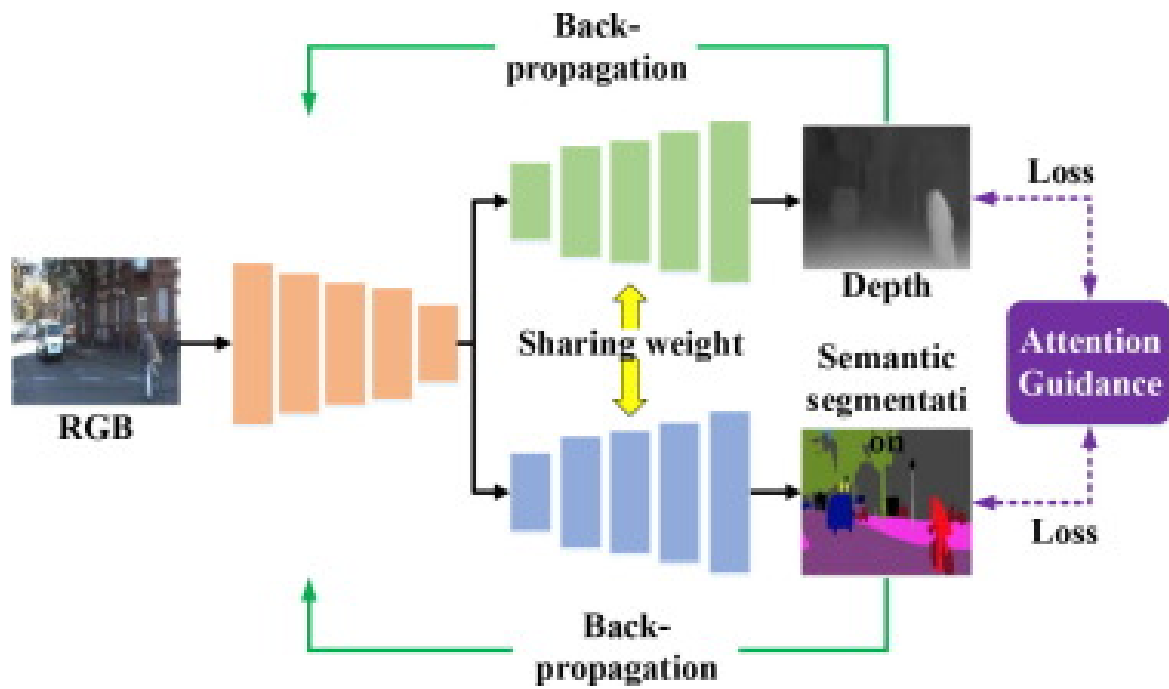 Back-
propagation
Loss
Depth
Sharing weight
Attention
Guidance
RGB
Semantic
segmentati
on
Loss
Back-
propagation